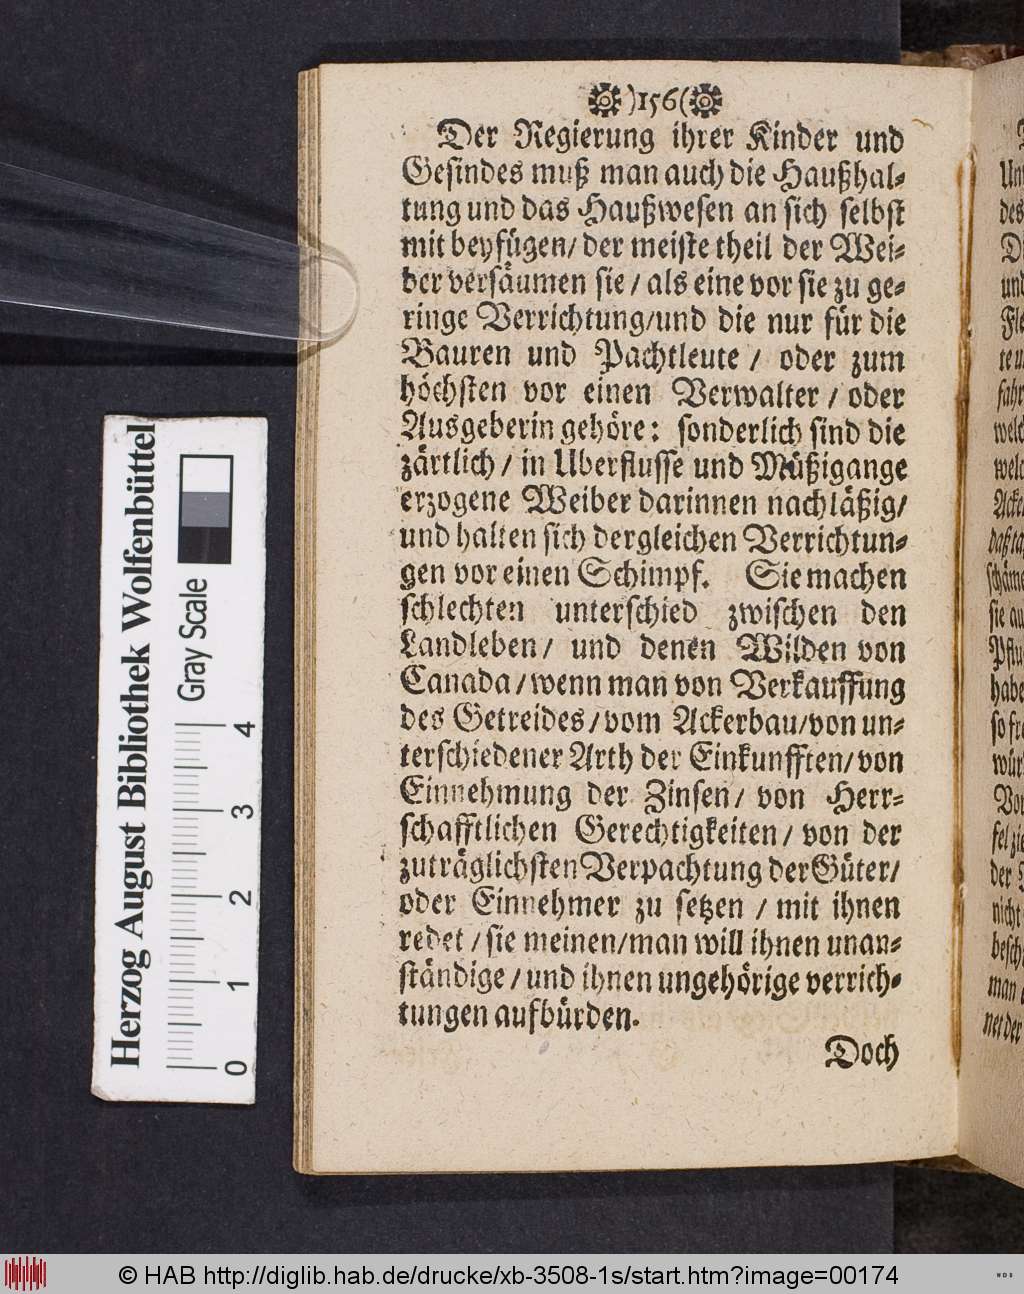 )156(
Der Regierung ihrer Kinder und
Gesindes muß man auch die Haußhal-
tung und das Haußwesen an sich selbst
mit beyfügen/ der meiste theil der Wei-
ber versäumen sie / als eine vor sie zu ge-
ringe Verrichtung/und die nur für die
Bauren und Pachtleute / oder zum
höchsten vor einen Verwalter / oder
Ausgeberin gehöre: sonderlich sind die
zärtlich / in Uberflusse und Müßigange
erzogene Weiber darinnen nachläßig/
und halten sich dergleichen Verrichtun-
gen vor einen Schimpf. Sie machen
schlechten unterschied zwischen den
Landleben / und denen Wilden von
Canada / wenn man von Verkauffung
des Getreides / vom Ackerbau/von un-
terschiedener Arth der Einkunfften/ von
Einnehmung der Zinsen/ von Herr-
schafftlichen Gerechtigkeiten / von der
zuträglichsten Verpachtung der Güter/
oder Einnehmer zu setzen / mit ihnen
redet / sie meinen/man will ihnen unan-
ständige / und ihnen ungehörige verrich-
tungen aufbürden.
Doch
Herzog August Bibliothek Wolfenbüttel
Gray Scale
0 1 2 3 4
© HAB http://diglib.hab.de/drucke/xb-3508-1s/start.htm?image=00174